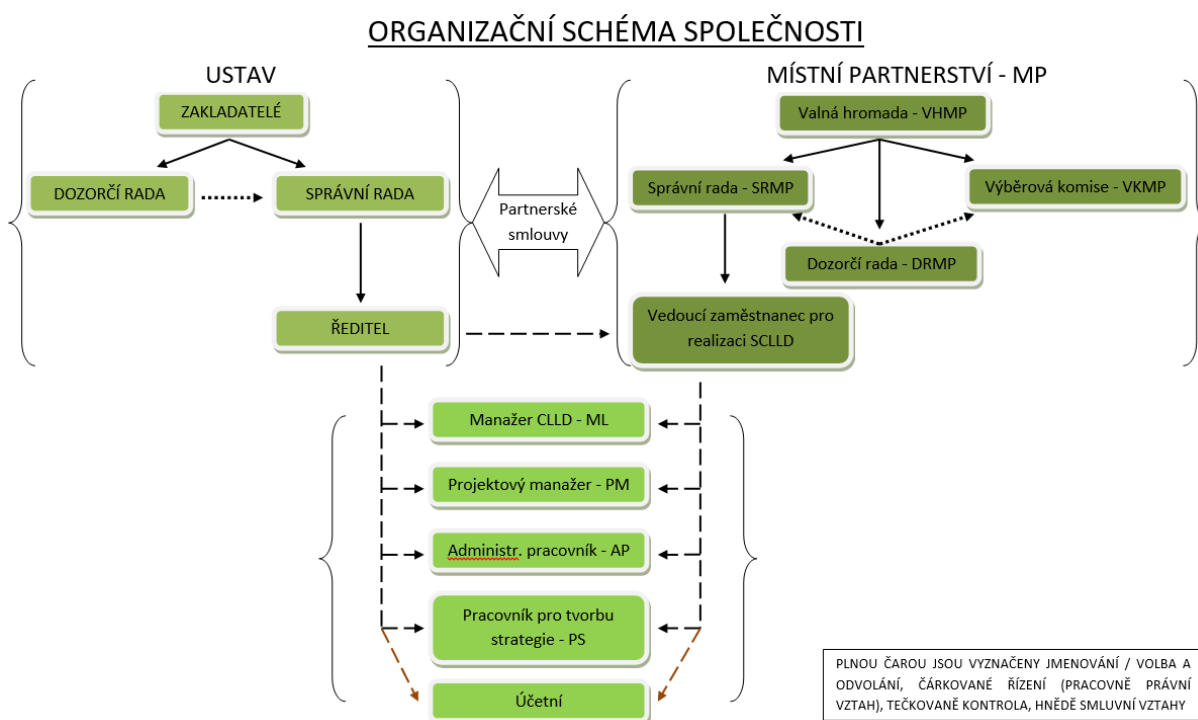 ORGANIZAČNÍ SCHÉMA SPOLEČNOSTI
USTAV
MÍSTNÍ PARTNERSTVÍ - MP
ZAKLADATELÉ
Valná hromada - VHMP
DOZORČÍ RADA
SPRÁVNÍ RADA
Partnerské
smlouvy
Správní rada - SRMP
Výběrová komise - VKMP
Dozorčí rada - DRMP
ŘEDITEL
Vedoucí zaměstnanec pro
realizaci SCLLD
Manažer CLLD - ML
Projektový manažer - PM
Administr. pracovník - AP
Pracovník pro tvorbu
strategie - PS
Účetní
PLNOU ČAROU JSOU VYZNAČENY JMENOVÁNÍ / VOLBA A
ODVOLÁNÍ, ČÁRKOVANÉ ŘÍZENÍ (PRACOVNĚ PRÁVNÍ
VZTAH), TEČKOVANĚ KONTROLA, HNĚDĚ SMLUVNÍ VZTAHY